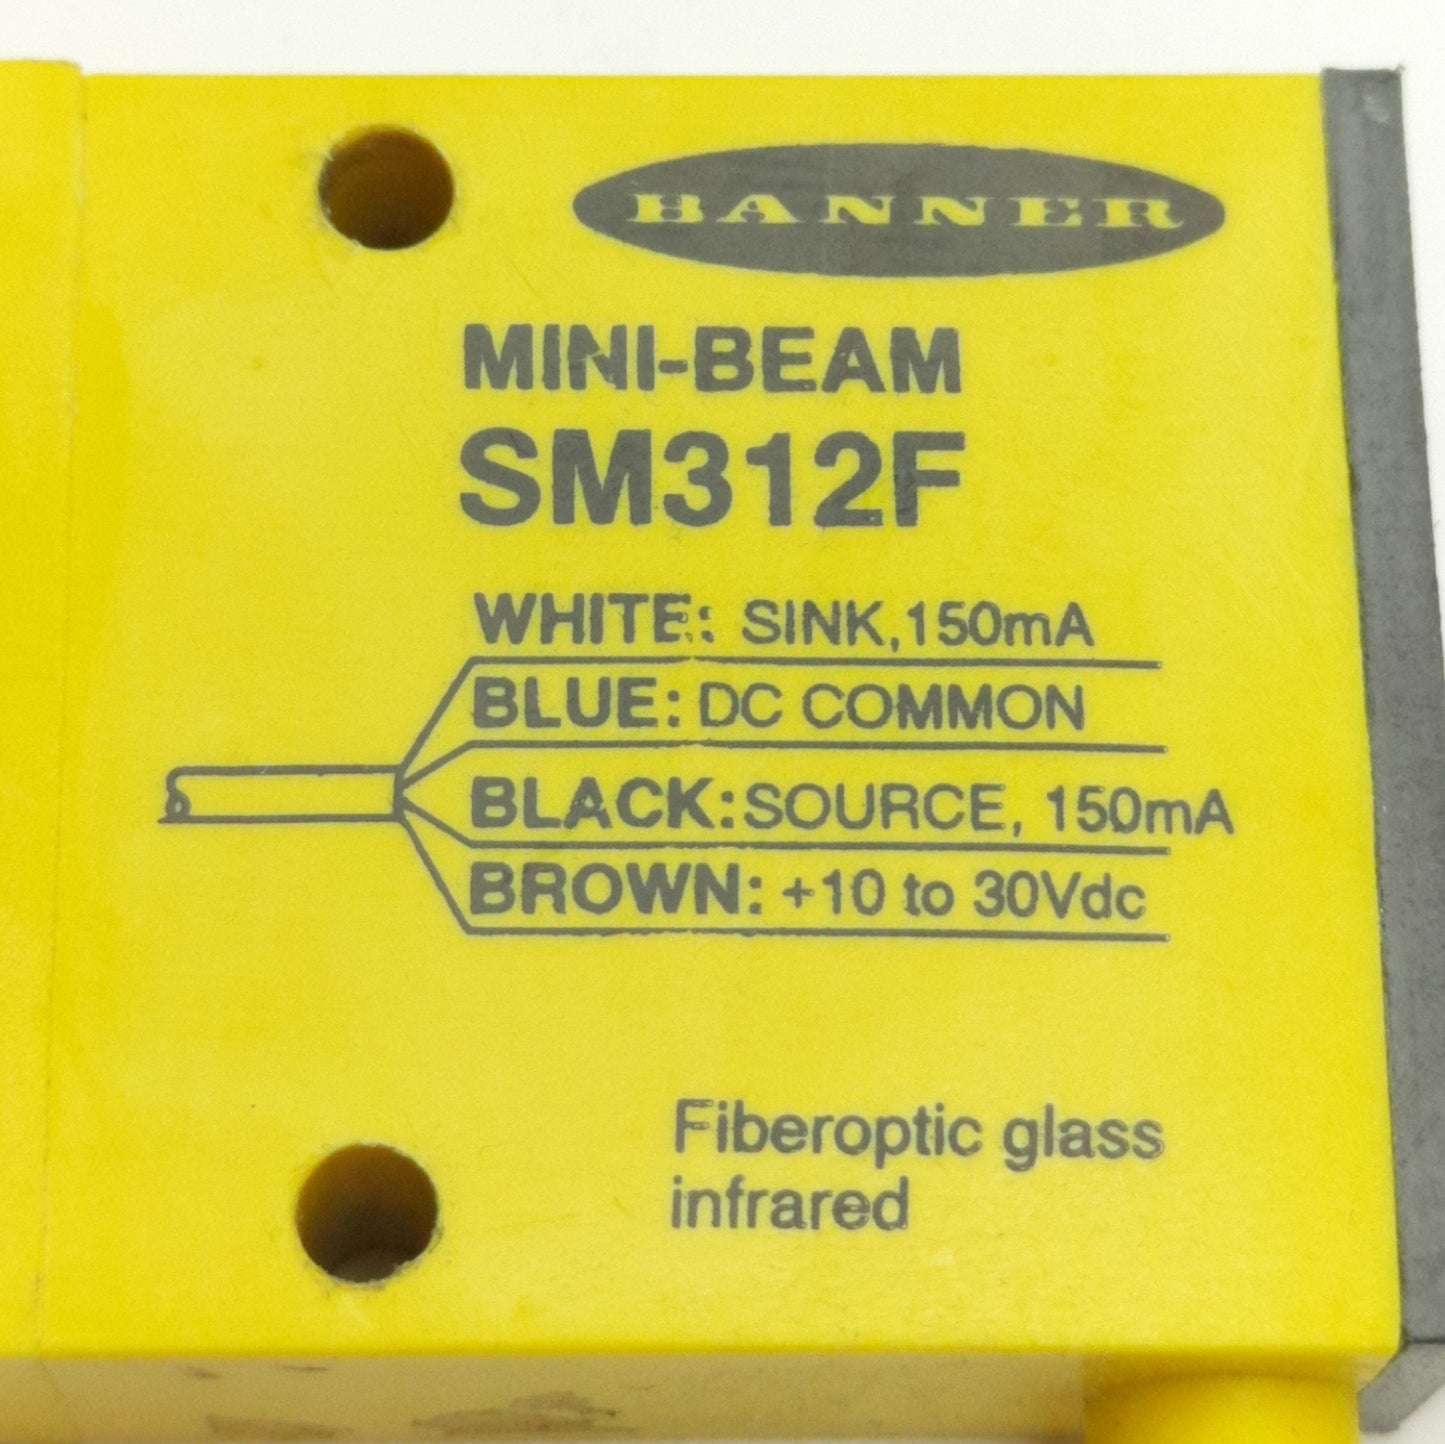 BANNER
MINI-BEAM
SM312F
WHITE: SINK,150mA
BLUE: DC COMMON
BLACK:SOURCE, 150mA
BROWN: +10 to 30Vdc
Fiberoptic glass
infrared